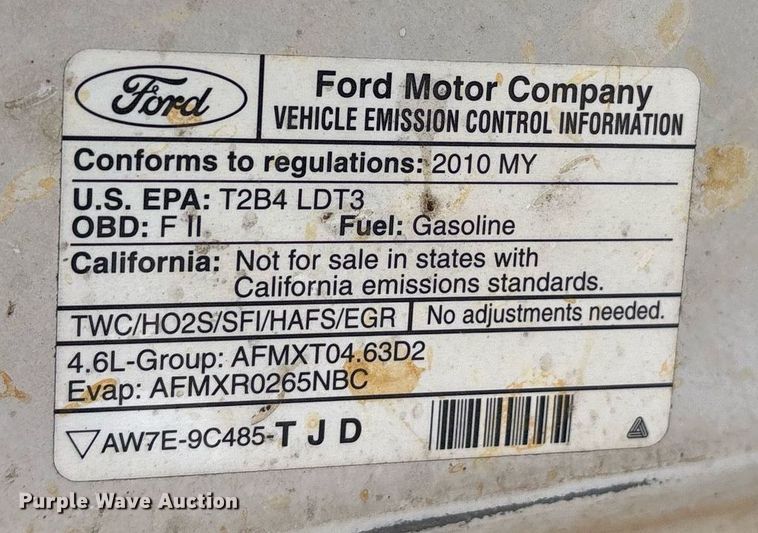 Ford
Ford Motor Company
VEHICLE EMISSION CONTROL INFORMATION
Conforms to regulations: 2010 MY
U.S. EPA: T2B4 LDT3
OBD: F II Fuel: Gasoline
California: Not for sale in states with
California emissions standards.
TWC/HO2S/SFI/HAFS/EGR No adjustments needed.
4.6L-Group: AFMXT04.63D2
Evap: AFMXR0265NBC
AW7E-9C485-T J D
Purple Wave Auction